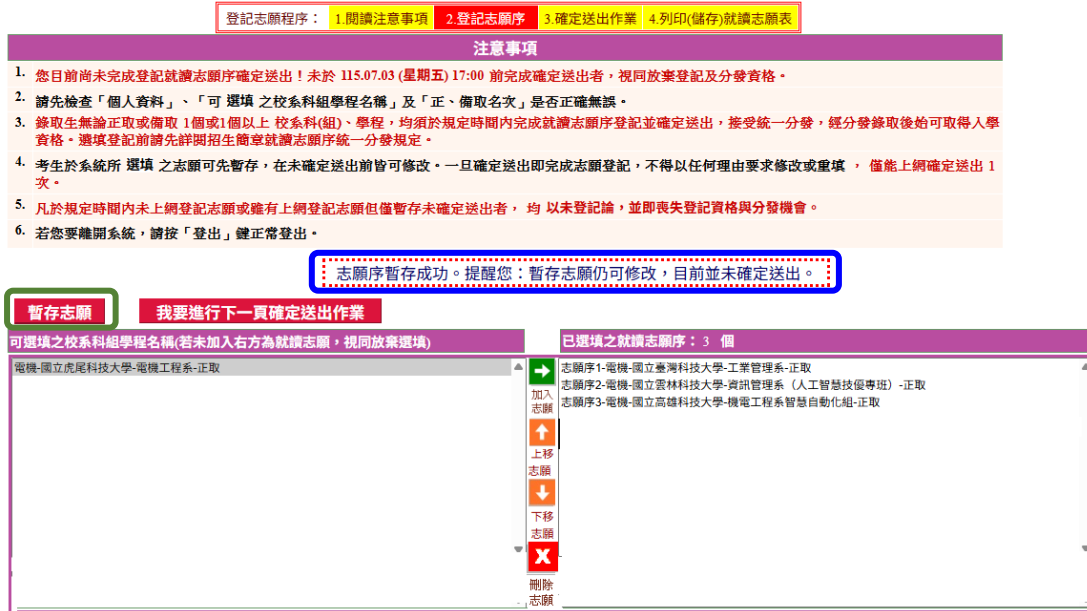 登記志願程序： 1.閱讀注意事項 2.登記志願序 3.確定送出作業 4.列印(儲存)就讀志願表
注意事項
1. 您目前尚未完成登記就讀志願序確定送出！未於 115.07.03 (星期五) 17:00 前完成確定送出者，視同放棄登記及分發資格。
2. 請先檢查「個人資料」、「可 選填 之校系科組學程名稱」及「正、備取名次」是否正確無誤。
3. 錄取生無論正取或備取 1個或1個以上 校系科(組)、學程，均須於規定時間內完成就讀志願序登記並確定送出，接受統一分發，經分發錄取後始可取得入學
資格。選填登記前請先詳閱招生簡章就讀志願序統一分發規定。
4. 考生於系統所 選填 之志願可先暫存，在未確定送出前皆可修改。一旦確定送出即完成志願登記，不得以任何理由要求修改或重填 ， 僅能上網確定送出 1
次。
5. 凡於規定時間內未上網登記志願或雖有上網登記志願但僅暫存未確定送出者， 均 以未登記論，並即喪失登記資格與分發機會。
6. 若您要離開系統，請按「登出」鍵正常登出。
志願序暫存成功。提醒您：暫存志願仍可修改，目前並未確定送出。
暫存志願 我要進行下一頁確定送出作業
可選填之校系科組學程名稱(若未加入右方為就讀志願，視同放棄選填)
電機-國立虎尾科技大學-電機工程系-正取
加入
志願
上移
志願
下移
志願
X
刪除
志願
已選填之就讀志願序：3 個
志願序1-電機-國立臺灣科技大學-工業管理系-正取
志願序2-電機-國立雲林科技大學-資訊管理系（人工智慧技優專班）-正取
志願序3-電機-國立高雄科技大學-機電工程系智慧自動化組-正取